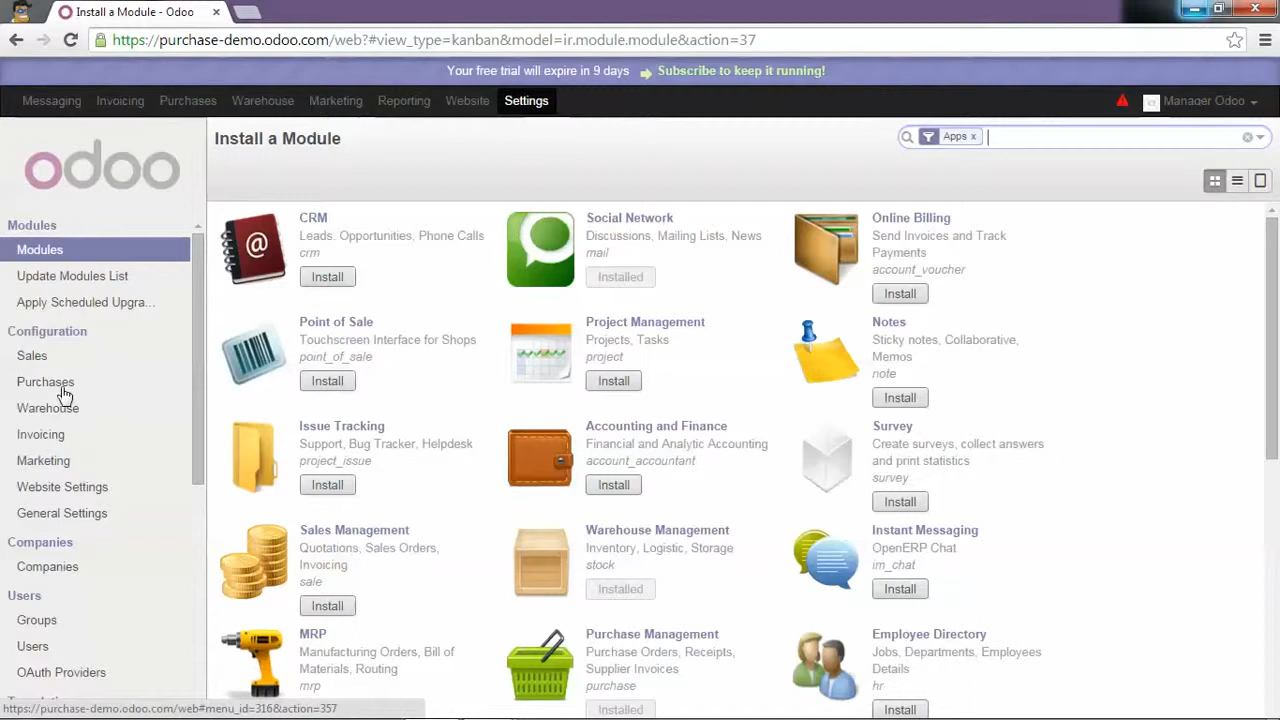 Install a Module - Odoo
https://purchase-demo.odoo.com/web?#view_type=kanban&model=ir.module.module&action=37
Your free trial will expire in 9 days Subscribe to keep it running!
Messaging Invoicing Purchases Warehouse Marketing Reporting Website Settings Manager Odoo
odoo
Modules
Modules
Update Modules List
Apply Scheduled Upgra...
Configuration
Sales
Purchases
Warehouse
Invoicing
Marketing
Website Settings
General Settings
Companies
Companies
Users
Groups
Users
OAuth Providers
https://purchase-demo.odoo.com/web#menu_id=316&action=357
Install a Module
Apps x
CRM
Leads, Opportunities, Phone Calls
crm
Install
Social Network
Discussions, Mailing Lists, News
mail
Installed
Online Billing
Send Invoices and Track
Payments
account_voucher
Install
Point of Sale
Touchscreen Interface for Shops
point_of_sale
Install
Project Management
Projects, Tasks
project
Install
Notes
Sticky notes, Collaborative,
Memos
note
Install
Issue Tracking
Support, Bug Tracker, Helpdesk
project_issue
Install
Accounting and Finance
Financial and Analytic Accounting
account_accountant
Install
Survey
Create surveys, collect answers
and print statistics
survey
Install
Sales Management
Quotations, Sales Orders,
Invoicing
sale
Install
Warehouse Management
Inventory, Logistic, Storage
stock
Installed
Instant Messaging
OpenERP Chat
im_chat
Install
MRP
Manufacturing Orders, Bill of
Materials, Routing
mrp
Purchase Management
Purchase Orders, Receipts,
Supplier Invoices
purchase
Installed
Employee Directory
Jobs, Departments, Employees
Details
hr
Install